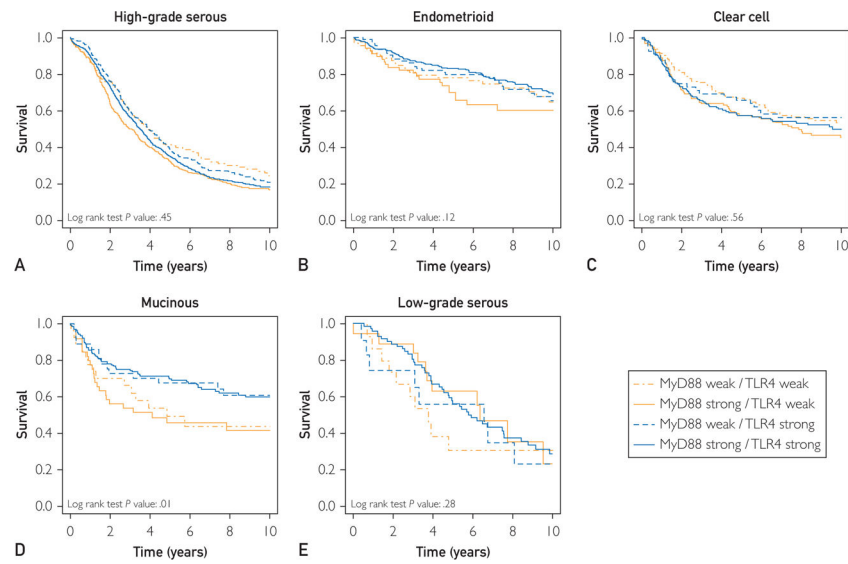 High-grade serous
1.0
0.8
0.6
0.4
0.2
0.0
Survival
Log rank test P value: .45
0 2 4 6 8 10
A
Time (years)
Endometrioid
1.0
0.8
0.6
0.4
0.2
0.0
Survival
Log rank test P value: .12
0 2 4 6 8 10
B
Time (years)
Clear cell
1.0
0.8
0.6
0.4
0.2
0.0
Survival
Log rank test P value: .56
0 2 4 6 8 10
C
Time (years)
Mucinous
1.0
0.8
0.6
0.4
0.2
0.0
Survival
Log rank test P value: .01
0 2 4 6 8 10
D
Time (years)
Low-grade serous
1.0
0.8
0.6
0.4
0.2
0.0
Survival
Log rank test P value: .28
0 2 4 6 8 10
E
Time (years)
MyD88 weak / TLR4 weak
MyD88 strong / TLR4 weak
MyD88 weak / TLR4 strong
MyD88 strong / TLR4 strong